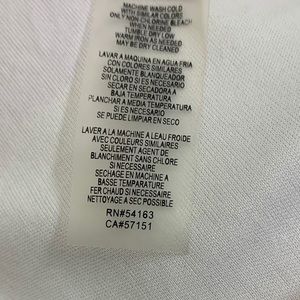 MACHINE WASH COLD
WITH SIMILAR COLORS
ONLY NON CHLORINE BLEACH
WHEN NEEDED
TUMBLE DRY LOW
WARM IRON AS NEEDED
MAY BE DRY CLEANED
LAVAR A MAQUINA EN AGUA FRIA
CON COLORES SIMILARES
SOLAMENTE BLANQUEADOR
SIN CLORO SI ES NECESARIO
SECAR EN SECADORA A
BAJA TEMPERATURA
PLANCHAR A MEDIA TEMPERATURA
SI ES NECESARIO
SE PUEDE LIMPIAR EN SECO
LAVER A LA MACHINE A LEAU FROIDE
AVEC COULEURS SIMILAIRES
SEULEMENT AGENT DE
BLANCHIMENT SANS CHLORE
SI NECESSAIRE
SECHAGE EN MACHINE A
BASSE TEMPARATURE
FER CHAUD SI NECESSAIRE
NETTOYAGE A SEC POSSIBLE
RN#54163
CA#57151